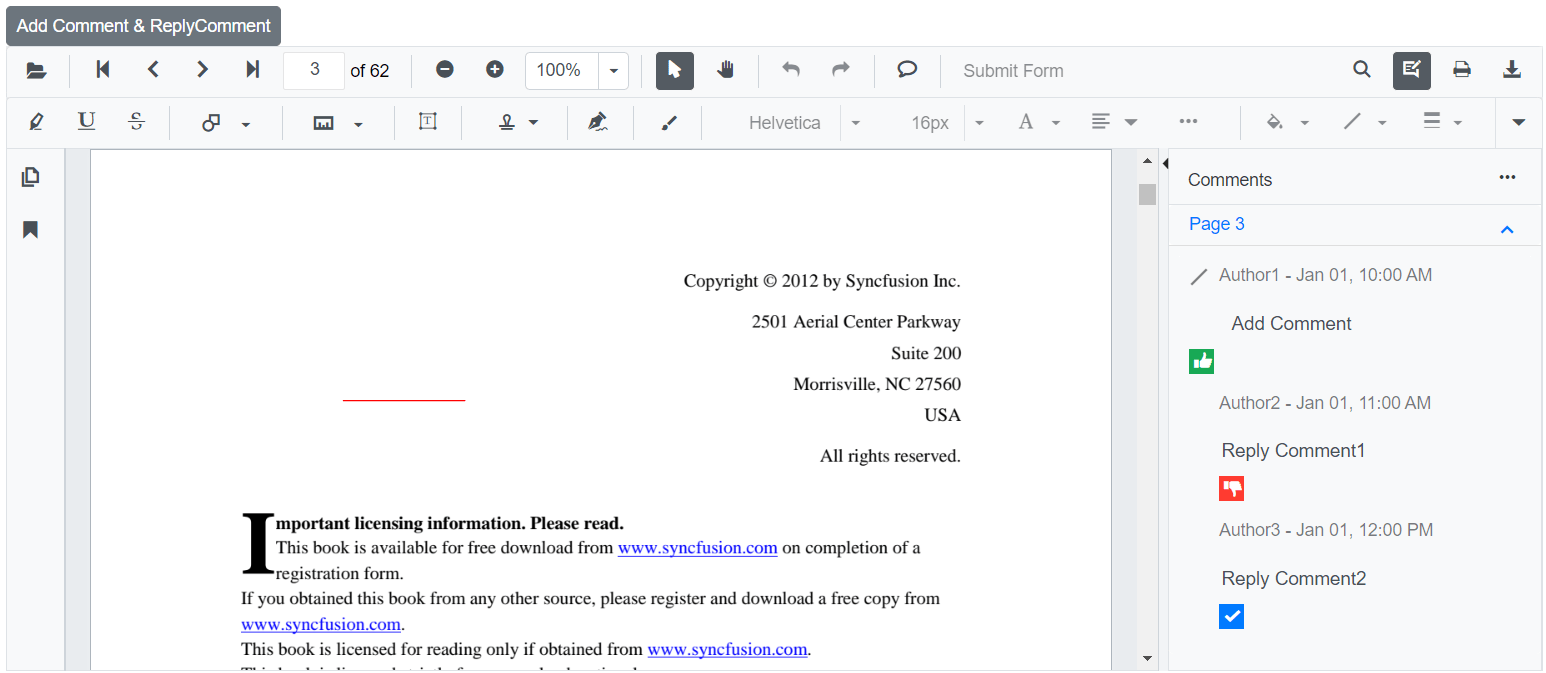 Add Comment & ReplyComment
3 of 62 100% Submit Form
Helvetica 16px A
Comments
Page 3
Author1 - Jan 01, 10:00 AM
Add Comment
Author2 - Jan 01, 11:00 AM
Reply Comment1
Author3 - Jan 01, 12:00 PM
Reply Comment2
Copyright © 2012 by Syncfusion Inc.
2501 Aerial Center Parkway
Suite 200
Morrisville, NC 27560
USA
All rights reserved.
Important licensing information. Please read.
This book is available for free download from www.syncfusion.com on completion of a
registration form.
If you obtained this book from any other source, please register and download a free copy from
www.syncfusion.com.
This book is licensed for reading only if obtained from www.syncfusion.com.